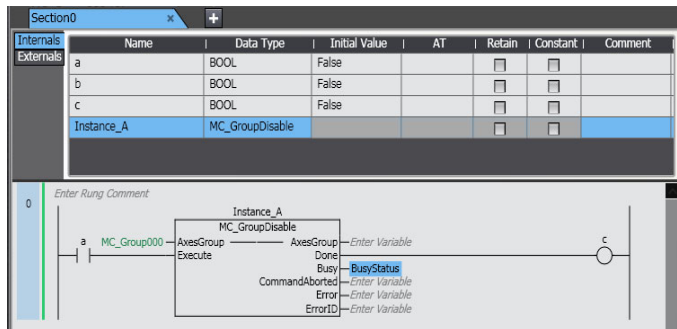 Section0 x +
Internals Name Data Type Initial Value AT Retain Constant Comment
Externals
a BOOL False
b BOOL False
c BOOL False
Instance_A MC_GroupDisable
0 Enter Rung Comment
Instance_A
MC_GroupDisable
a MC_Group000 AxesGroup AxesGroup Enter Variable c
Execute Done
Busy BusyStatus
CommandAborted Enter Variable
Error Enter Variable
ErrorID Enter Variable